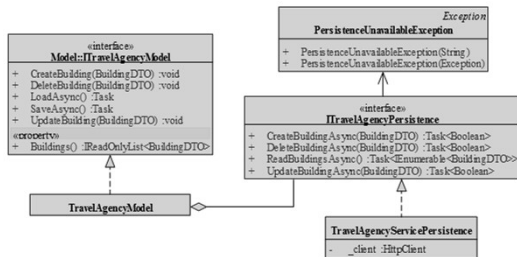 «interface»
Model::ITravelAgencyModel
+ CreateBuilding(BuildingDTO) :void
+ DeleteBuilding(BuildingDTO) :void
+ LoadAsync() :Task
+ SaveAsync() :Task
+ UpdateBuilding(BuildingDTO) :void
«property»
+ Buildings() :IReadOnlyList<BuildingDTO>
TravelAgencyModel
Exception
PersistenceUnavailableException
+ PersistenceUnavailableException(String)
+ PersistenceUnavailableException(Exception)
«interface»
ITravelAgencyPersistence
+ CreateBuildingAsync(BuildingDTO) :Task<Boolean>
+ DeleteBuildingAsync(BuildingDTO) :Task<Boolean>
+ ReadBuildingsAsync() :Task<IEnumerable<BuildingDTO>>
+ UpdateBuildingAsync(BuildingDTO) :Task<Boolean>
TravelAgencyServicePersistence
- _client :HttpClient